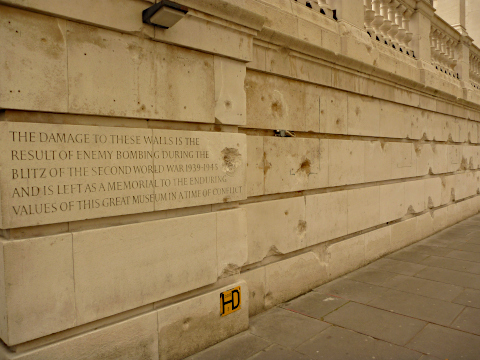 THE DAMAGE TO THESE WALLS IS THE
RESULT OF ENEMY BOMBING DURING THE
BLITZ OF THE SECOND WORLD WAR 1939-1945
AND IS LEFT AS A MEMORIAL TO THE ENDURING
VALUES OF THIS GREAT MUSEUM IN A TIME OF CONFLICT
HD